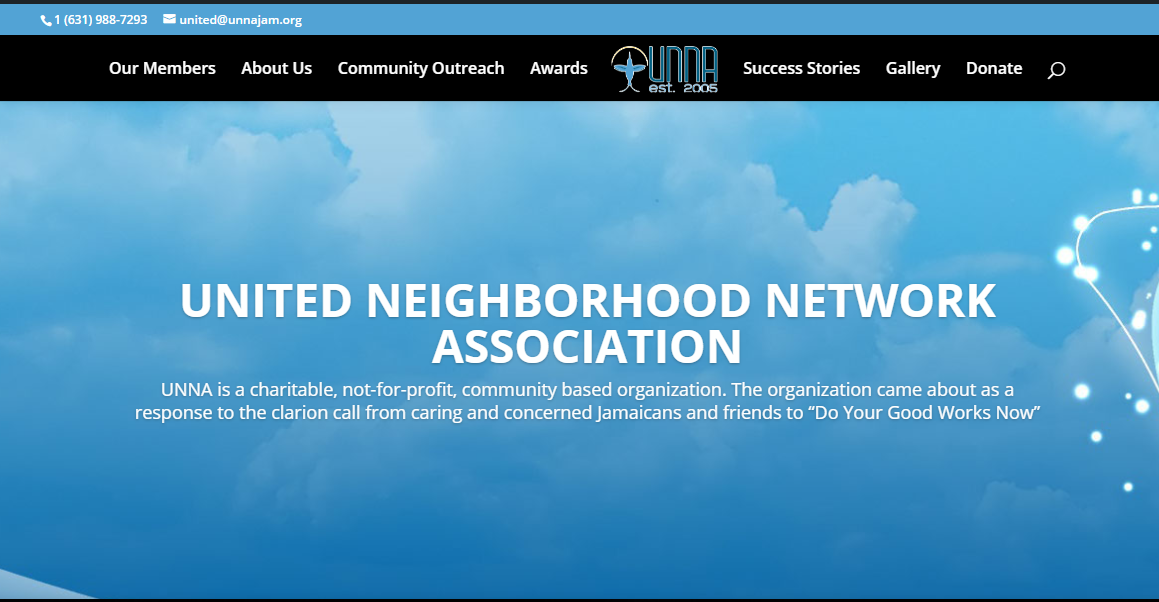 1 (631) 988-7293 united@unnajam.org
Our Members About Us Community Outreach Awards UNNA Success Stories Gallery Donate
est. 2005
UNITED NEIGHBORHOOD NETWORK
ASSOCIATION
UNNA is a charitable, not-for-profit, community based organization. The organization came about as a
response to the clarion call from caring and concerned Jamaicans and friends to “Do Your Good Works Now”